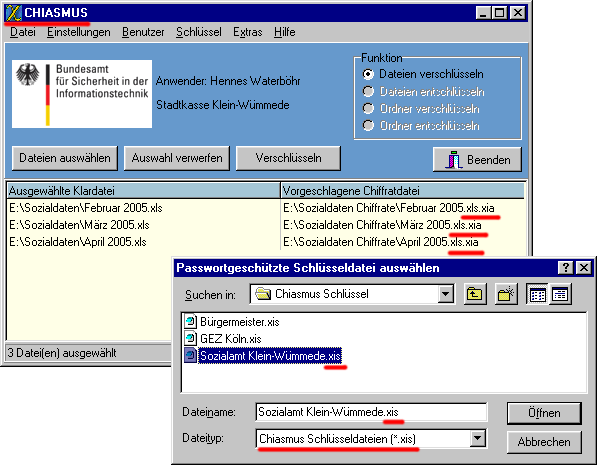 CHIASMUS
Datei Einstellungen Benutzer Schlüssel Extras Hilfe
Bundesamt
für Sicherheit in der
Informationstechnik
Anwender: Hennes Waterböhr
Stadtkasse Klein-Wümmede
Funktion
Dateien verschlüsseln
Dateien entschlüsseln
Ordner verschlüsseln
Ordner entschlüsseln
Dateien auswählen Auswahl verwerfen Verschlüsseln Beenden
Ausgewählte Klardatei Vorgeschlagene Chiffratdatei
E:\Sozialdaten\Februar 2005.xls E:\Sozialdaten Chiffrate\Februar 2005.xls.xia
E:\Sozialdaten\März 2005.xls E:\Sozialdaten Chiffrate\März 2005.xls.xia
E:\Sozialdaten\April 2005.xls E:\Sozialdaten Chiffrate\April 2005.xls.xia
3 Datei(en) ausgewählt
Passwortgeschützte Schlüsseldatei auswählen
Suchen in: Chiasmus Schlüssel
Bürgermeister.xis
GEZ Köln.xis
Sozialamt Klein-Wümmede.xis
Dateiname: Sozialamt Klein-Wümmede.xis Öffnen
Dateityp: Chiasmus Schlüsseldateien (*.xis) Abbrechen